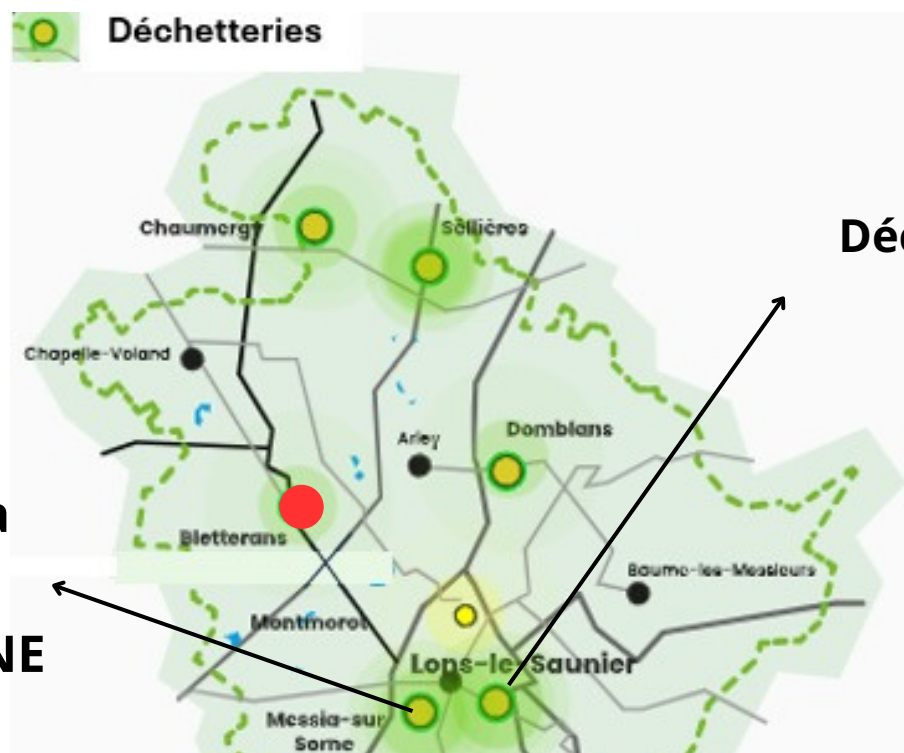 Déchetteries
Chaumergy
Sellières
Déc
Chapelle-Voland
Arley
Domblans
a
Bletterans
Baume-les-Messieurs
Montmorot
NE
Lons-le-Saunier
Messia-sur
Sorne